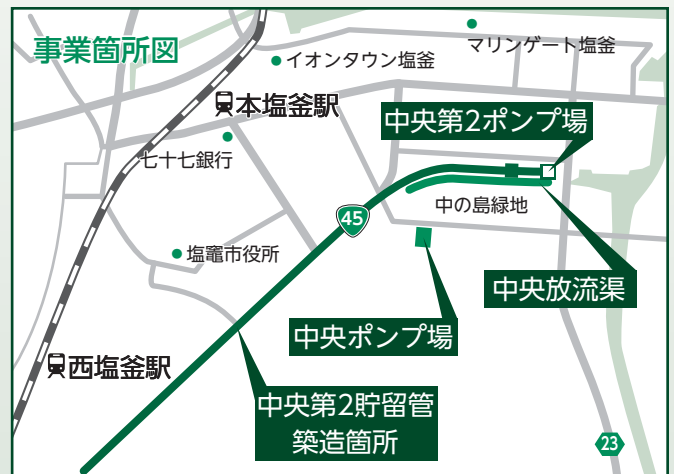 事業箇所図
マリンゲート塩釜
イオンタウン塩釜
本塩釜駅
中央第2ポンプ場
七十七銀行
中の島緑地
45
塩竈市役所
中央放流渠
中央ポンプ場
西塩釜駅
中央第2貯留管
築造箇所
23